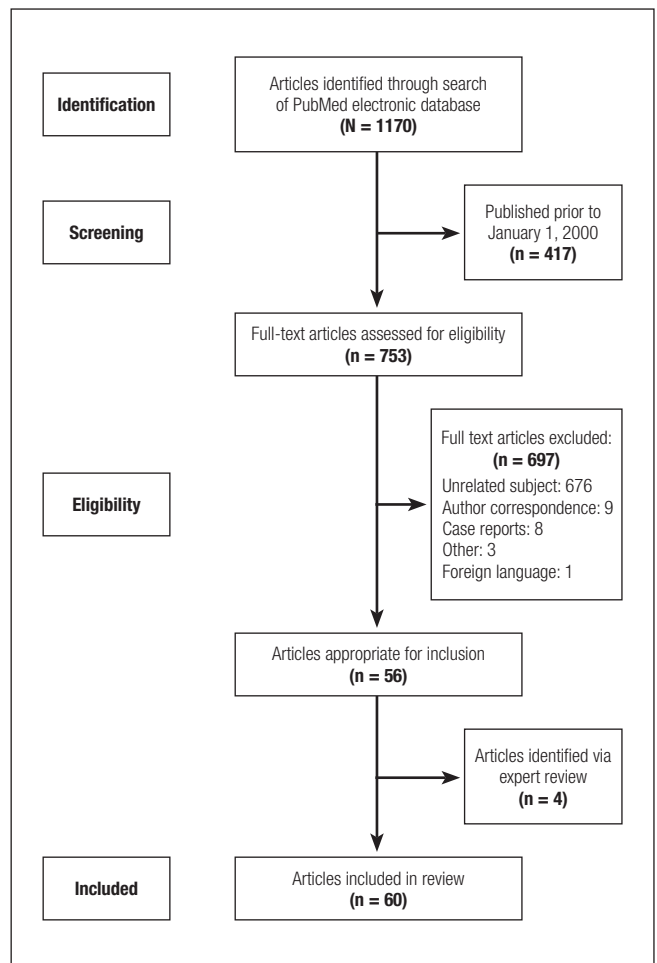 Identification
Articles identified through search
of PubMed electronic database
(N = 1170)
Screening
Published prior to
January 1, 2000
(n = 417)
Full-text articles assessed for eligibility
(n = 753)
Eligibility
Full text articles excluded:
(n = 697)
Unrelated subject: 676
Author correspondence: 9
Case reports: 8
Other: 3
Foreign language: 1
Articles appropriate for inclusion
(n = 56)
Articles identified via
expert review
(n = 4)
Included
Articles included in review
(n = 60)